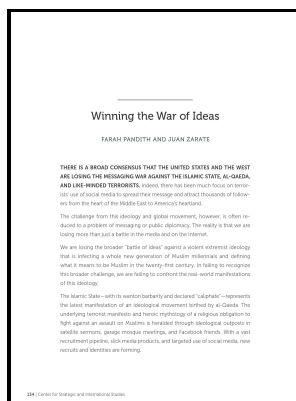 Winning the War of Ideas
FARAH PANDITH AND JUAN ZARATE
THERE IS A BROAD CONSENSUS THAT THE UNITED STATES AND THE WEST
ARE LOSING THE MESSAGING WAR AGAINST THE ISLAMIC STATE, AL-QAEDA,
AND LIKE-MINDED TERRORISTS. Indeed, there has been much focus on terror-
ists' use of social media to spread their message and attract thousands of follow-
ers from the heart of the Middle East to America's heartland.
The challenge from this ideology and global movement, however, is often re-
duced to a problem of messaging or public diplomacy. The reality is that we are
losing more than just a battle in the media and on the Internet.
We are losing the broader "battle of ideas" against a violent extremist ideology
that is infecting a whole new generation of Muslim millennials and defining
what it means to be Muslim in the twenty-first century. In failing to recognize
this broader challenge, we are failing to confront the real-world manifestations
of this ideology.
The Islamic State—with its wanton barbarity and declared "caliphate"—represents
the latest manifestation of an ideological movement birthed by al-Qaeda. The
underlying terrorist manifesto and heroic mythology of a religious obligation to
fight against an assault on Muslims is heralded through ideological outposts in
satellite sermons, garage mosque meetings, and Facebook friends. With a vast
recruitment pipeline, slick media products, and targeted use of social media, new
recruits and identities are forming.
154 | Center for Strategic and International Studies